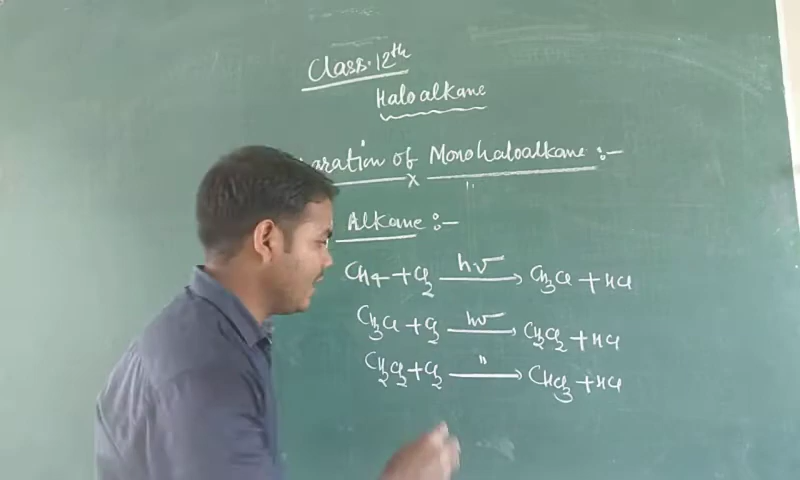 Class. 12th
Haloalkane
aration of Monohaloalkane :-
Alkane :-
CH4 + Cl2 hν → CH3Cl + HCl
CH3Cl + Cl2 hν → CH2Cl2 + HCl
CH2Cl2 + Cl2 " → CHCl3 + HCl